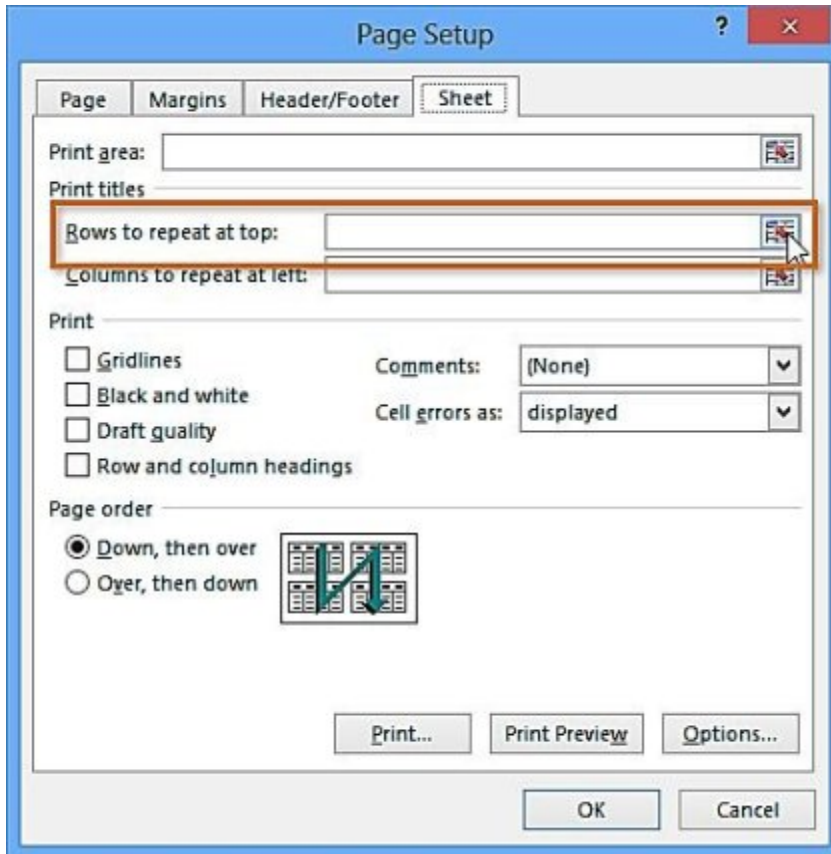 Page Setup ?
Page Margins Header/Footer Sheet
Print area:
Print titles
Rows to repeat at top:
Columns to repeat at left:
Print
Gridlines
Black and white
Draft quality
Row and column headings
Comments: (None)
Cell errors as: displayed
Page order
Down, then over
Over, then down
Print... Print Preview Options...
OK Cancel